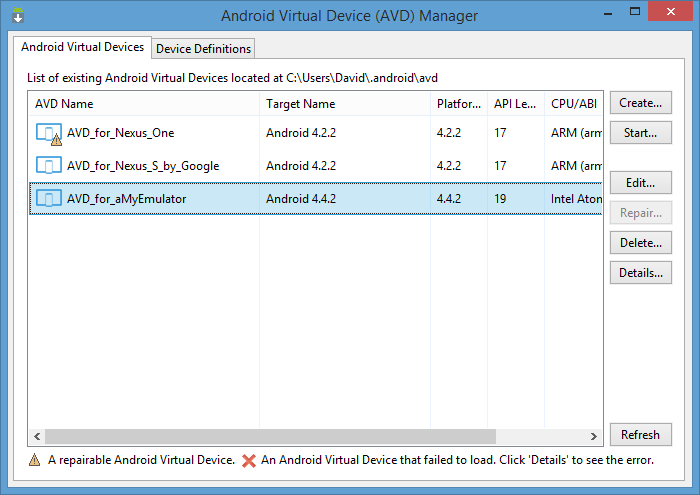 Android Virtual Device (AVD) Manager
Android Virtual Devices Device Definitions
List of existing Android Virtual Devices located at C:\Users\David\.android\avd
AVD Name Target Name Platfor... API Le... CPU/ABI
AVD_for_Nexus_One Android 4.2.2 4.2.2 17 ARM (arm
AVD_for_Nexus_S_by_Google Android 4.2.2 4.2.2 17 ARM (arm
AVD_for_aMyEmulator Android 4.4.2 4.4.2 19 Intel Atom
Create...
Start...
Edit...
Repair...
Delete...
Details...
Refresh
A repairable Android Virtual Device. An Android Virtual Device that failed to load. Click 'Details' to see the error.